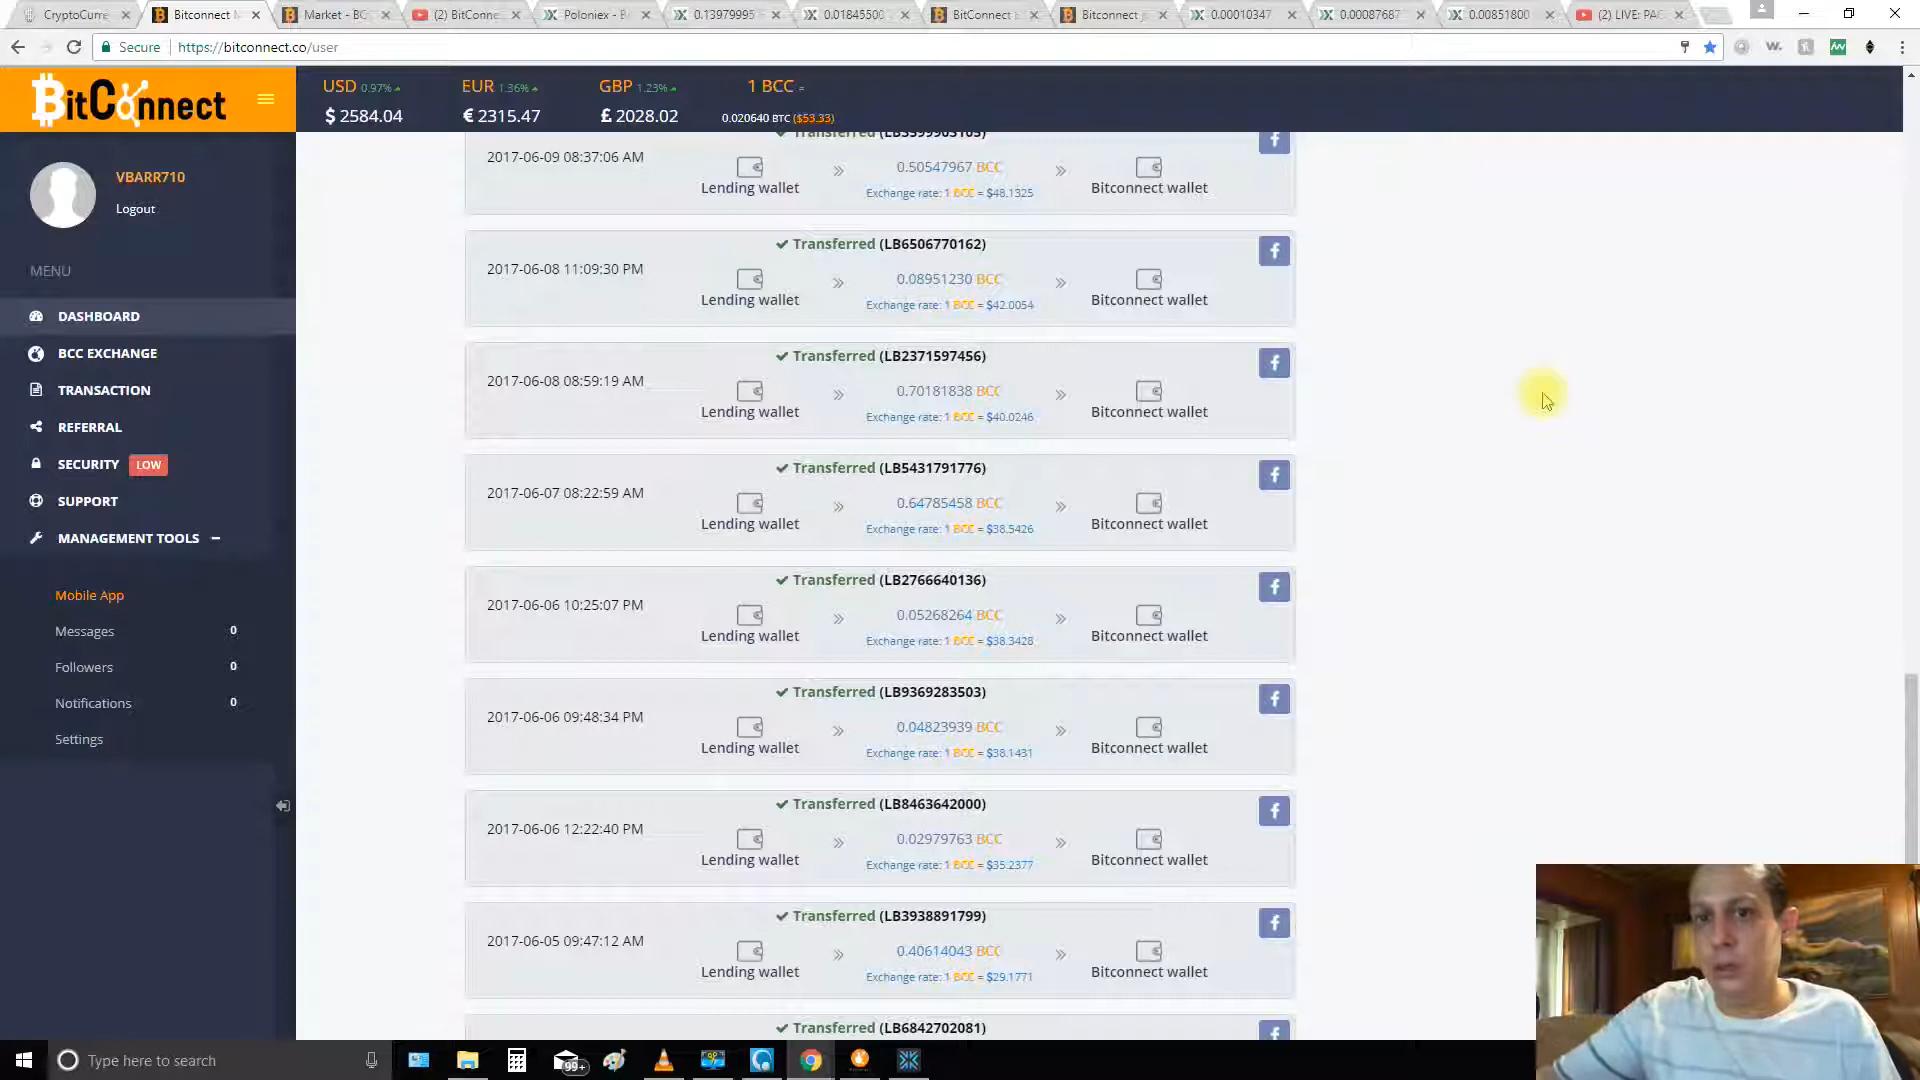 CryptoCurre
Bitconnect M
Market - BC
(2) BitConne
Poloniex - B
0.13979995
0.01845500
BitConnect
Bitconnect
0.00010347
0.00087687
0.00851800
(2) LIVE: PA
Secure https://bitconnect.co/user
BitConnect
USD 0.97%
EUR 1.36%
GBP 1.23%
1 BCC =
$ 2584.04
€ 2315.47
£ 2028.02
0.020640 BTC ($53.33)
VBARR710
Logout
MENU
DASHBOARD
BCC EXCHANGE
TRANSACTION
REFERRAL
SECURITY LOW
SUPPORT
MANAGEMENT TOOLS
Mobile App
Messages 0
Followers 0
Notifications 0
Settings
2017-06-09 08:37:06 AM
Lending wallet
0.50547967 BCC
Exchange rate: 1 BCC = $48.1325
Bitconnect wallet
Transferred (LB6506770162)
2017-06-08 11:09:30 PM
Lending wallet
0.08951230 BCC
Exchange rate: 1 BCC = $42.0054
Bitconnect wallet
Transferred (LB2371597456)
2017-06-08 08:59:19 AM
Lending wallet
0.70181838 BCC
Exchange rate: 1 BCC = $40.0246
Bitconnect wallet
Transferred (LB5431791776)
2017-06-07 08:22:59 AM
Lending wallet
0.64785458 BCC
Exchange rate: 1 BCC = $38.5426
Bitconnect wallet
Transferred (LB2766640136)
2017-06-06 10:25:07 PM
Lending wallet
0.05268264 BCC
Exchange rate: 1 BCC = $38.3428
Bitconnect wallet
Transferred (LB9369283503)
2017-06-06 09:48:34 PM
Lending wallet
0.04823939 BCC
Exchange rate: 1 BCC = $38.1431
Bitconnect wallet
Transferred (LB8463642000)
2017-06-06 12:22:40 PM
Lending wallet
0.02979763 BCC
Exchange rate: 1 BCC = $35.2377
Bitconnect wallet
Transferred (LB3938891799)
2017-06-05 09:47:12 AM
Lending wallet
0.40614043 BCC
Exchange rate: 1 BCC = $29.1771
Bitconnect wallet
Transferred (LB6842702081)
Type here to search
99+